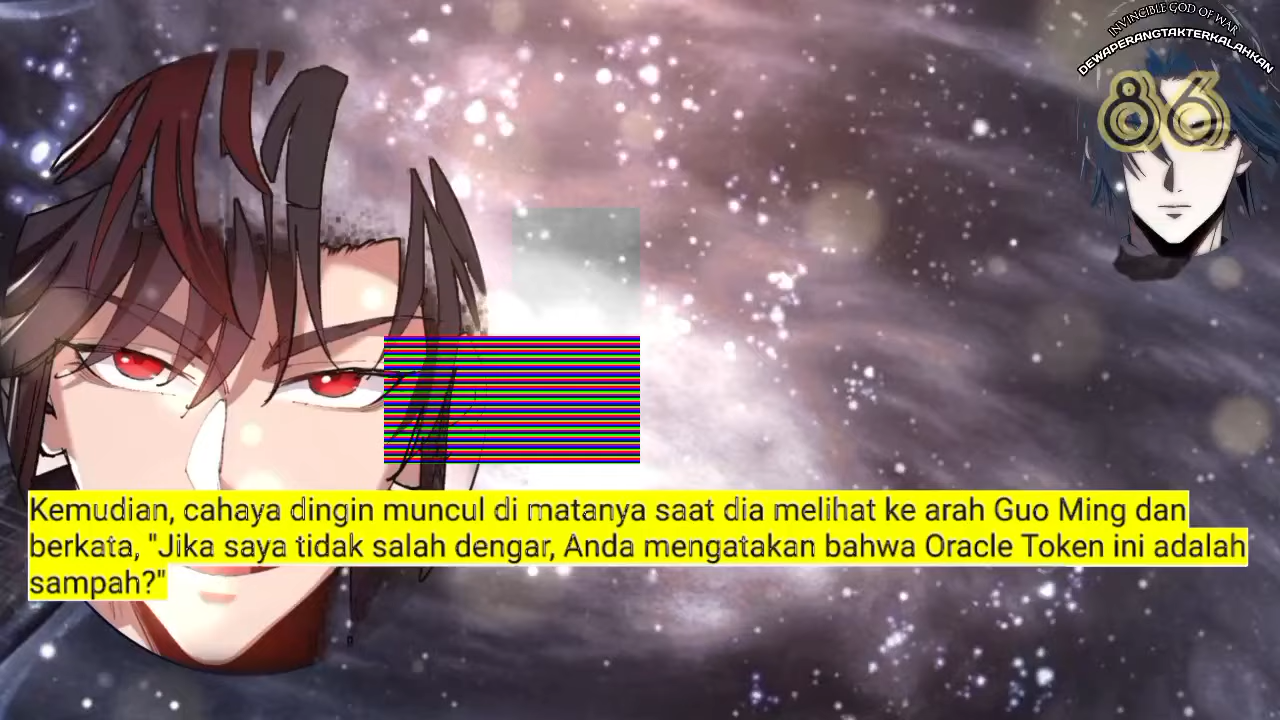 INVINCIBLE GOD OF WAR
DEWAPERANGTAKTERKALAHKAN
86
Kemudian, cahaya dingin muncul di matanya saat dia melihat ke arah Guo Ming dan
berkata, "Jika saya tidak salah dengar, Anda mengatakan bahwa Oracle Token ini adalah
sampah?"